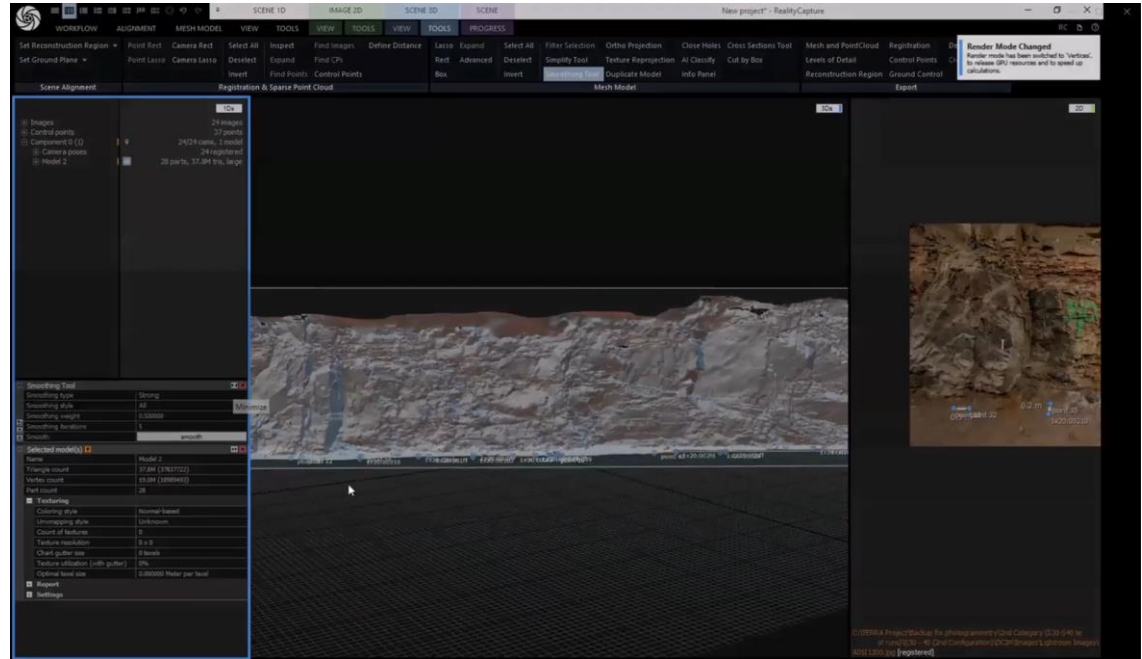 SCENE 1D IMAGE 2D SCENE 3D SCENE New project* - RealityCapture
WORKFLOW ALIGNMENT MESH MODEL VIEW TOOLS VIEW TOOLS VIEW TOOLS PROGRESS
Set Reconstruction Region Point Rect Camera Rect Select All Inspect Find Images Define Distance Lasso Expand Select All Filter Selection Ortho Projection Close Holes Cross Sections Tool Mesh and PointCloud Registration
Set Ground Plane Point Lasso Camera Lasso Deselect Expand Find CPs Rect Advanced Deselect Simplify Tool Texture Reprojection AI Classify Cut by Box Levels of Detail Control Points
Invert Find Points Control Points Box Invert Smoothing Tool Duplicate Model Info Panel Reconstruction Region Ground Control
Scene Alignment Registration & Sparse Point Cloud Mesh Model Export
Render Mode Changed
Render mode has been switched to 'Vertices',
to release GPU resources and to speed up
calculations.
1Ds
3Ds
2D
Images 24 images
Control points 37 points
Component 0 (1) 24/24 cams, 1 model
Camera poses 24 registered
Model 2 28 parts, 37.8M tris, large
Smoothing Tool
Smoothing type Strong
Smoothing style All
Minimize
Smoothing weight 0.500000
Smoothing iterations 5
Smooth smooth
Selected model(s)
Name Model 2
Triangle count 37.8M (37837722)
Vertex count
Part count 28
Texturing
Coloring style Normal-based
Unwrapping style Unknown
Count of textures 0
Texture resolution 0 x 0
Chart gutter size 0 texels
Texture utilization (with gutter) 0%
Optimal texel size 0.000000 Meter per texel
Report
Settings
0.2 m
point 32
[registered]